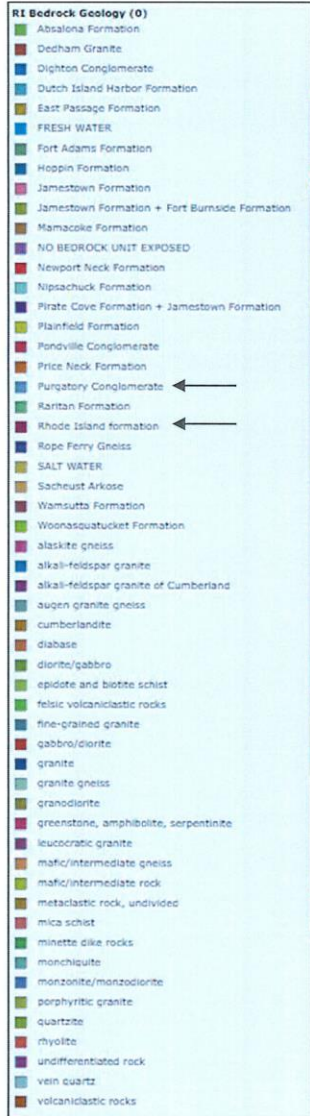 RI Bedrock Geology (0)
Absalona Formation
Dedham Granite
Dighton Conglomerate
Dutch Island Harbor Formation
East Passage Formation
FRESH WATER
Fort Adams Formation
Hoppin Formation
Jamestown Formation
Jamestown Formation + Fort Burnside Formation
Mamacoke Formation
NO BEDROCK UNIT EXPOSED
Newport Neck Formation
Nipsachuck Formation
Pirate Cove Formation + Jamestown Formation
Plainfield Formation
Pondville Conglomerate
Price Neck Formation
Purgatory Conglomerate
Raritan Formation
Rhode Island formation
Rope Ferry Gneiss
SALT WATER
Sacheust Arkose
Wamsutta Formation
Woonasquatucket Formation
alaskite gneiss
alkali-feldspar granite
alkali-feldspar granite of Cumberland
augen granite gneiss
cumberlandite
diabase
diorite/gabbro
epidote and biotite schist
felsic volcaniclastic rocks
fine-grained granite
gabbro/diorite
granite
granite gneiss
granodiorite
greenstone, amphibolite, serpentinite
leucocratic granite
mafic/intermediate gneiss
mafic/intermediate rock
metaclastic rock, undivided
mica schist
minette dike rocks
monchiquite
monzonite/monzodiorite
porphyritic granite
quartzite
rhyolite
undifferentiated rock
vein quartz
volcaniclastic rocks